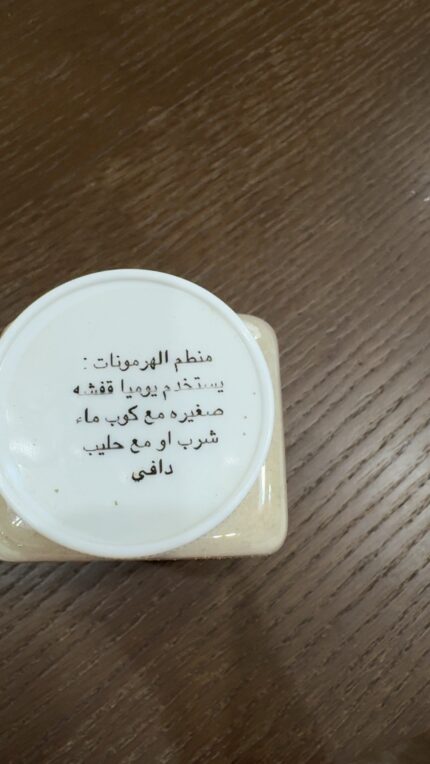 منظم الهرمونات :
يستخدم يوميا قفشه
صغيره مع كوب ماء
شرب او مع حليب
دافي